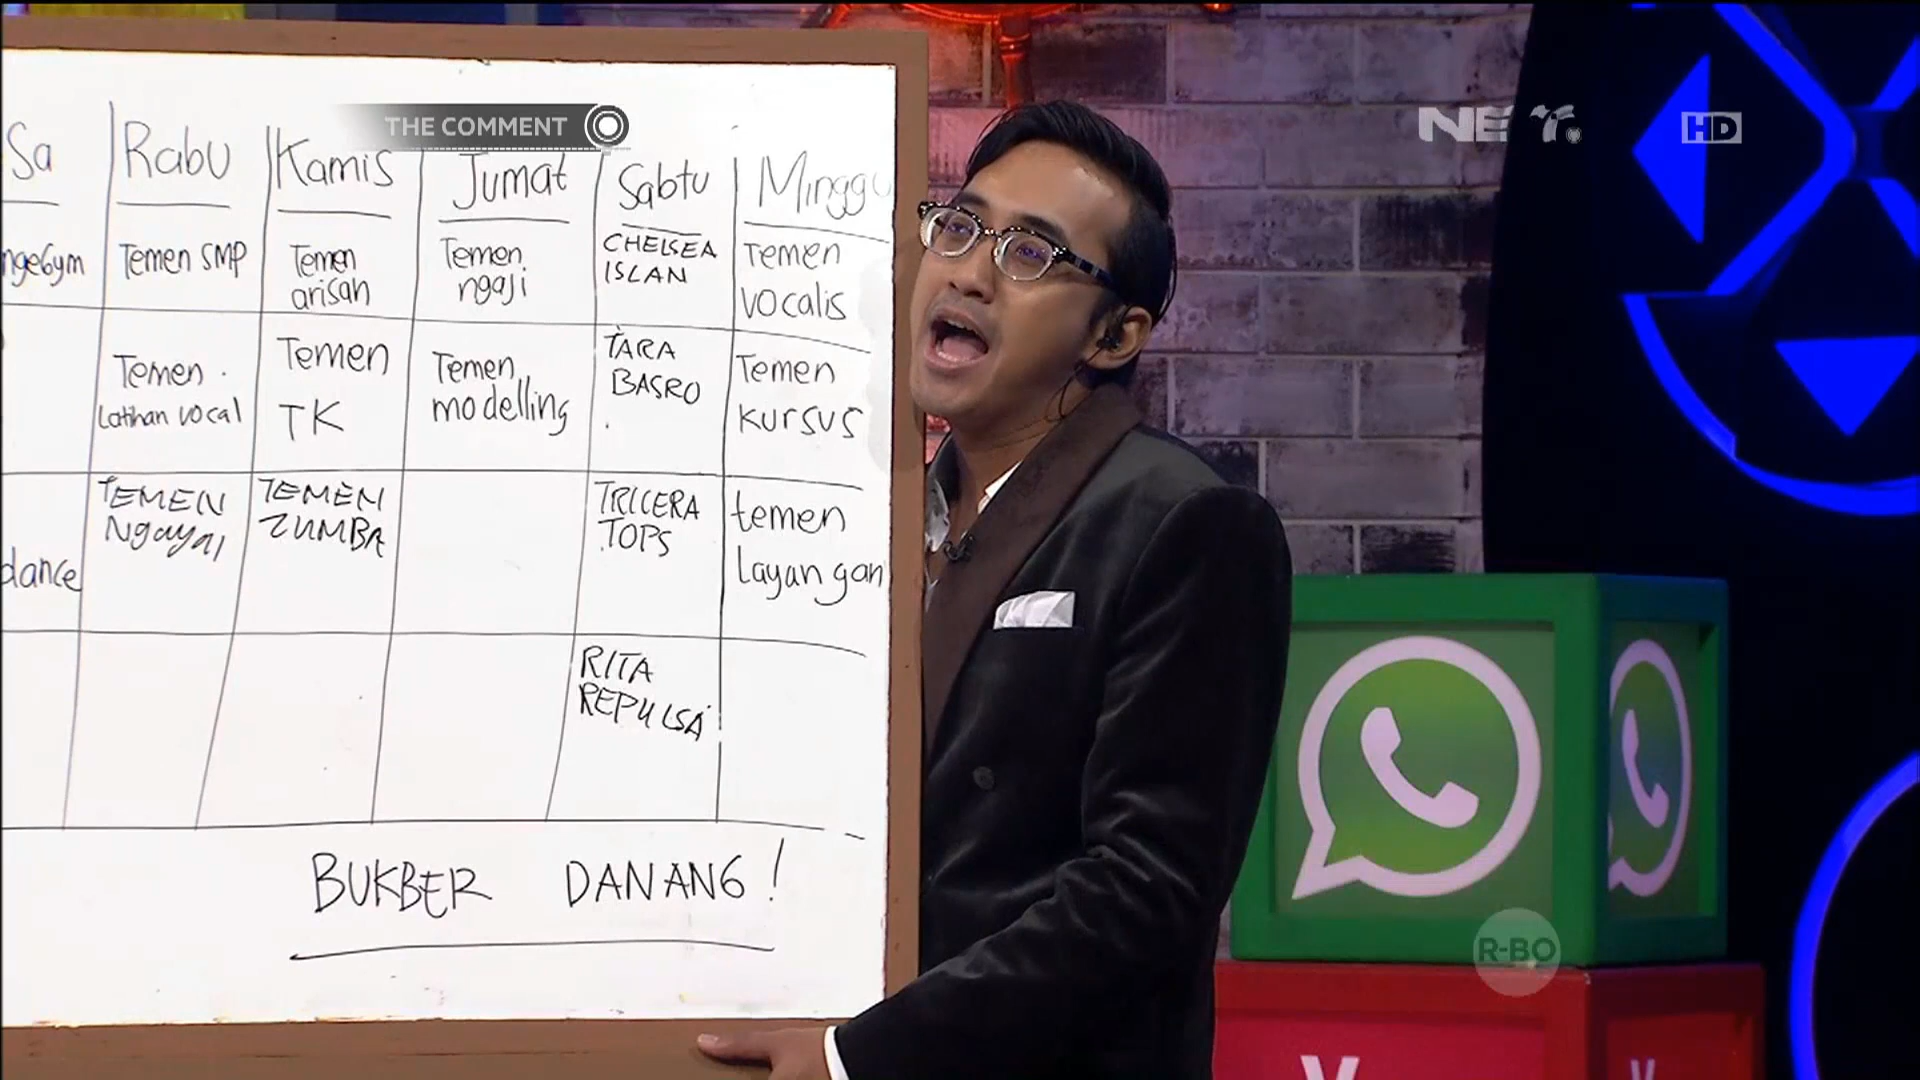 THE COMMENT
NET.
HD
Sa
Rabu
Kamis
Jumat
Sabtu
Minggu
ngeGym
Temen SMP
Temen
arisan
Temen
ngaji
CHELSEA
ISLAN
Temen
vocalis
Temen
Latihan vocal
Temen
TK
Temen
modelling
TARA
BASRO
Temen
kursus
dance
TEMEN
TEMEN
ZUMBA
TRICERA
TOPS
temen
Layangan
RITA
REPULSA
BUKBER DANANG!
R-BO
V
V